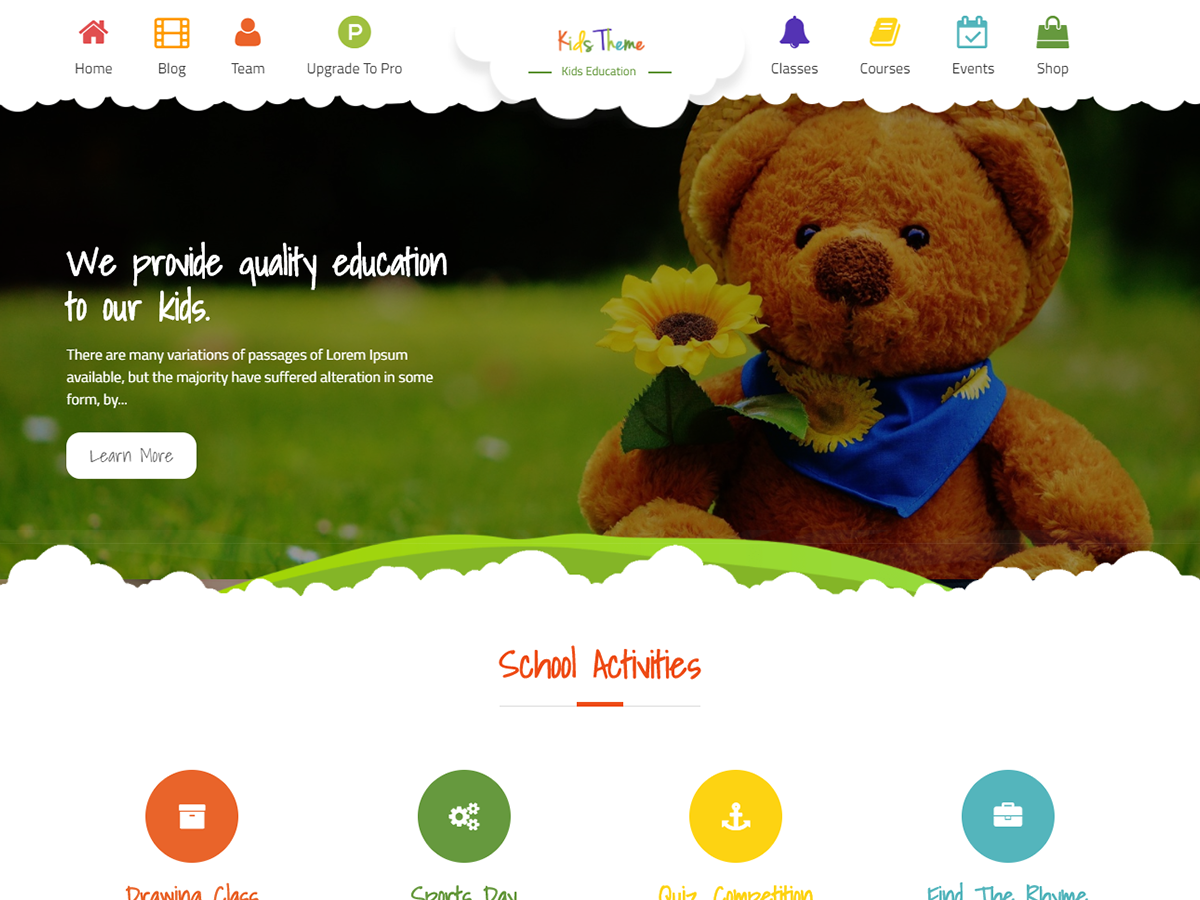 Home
Blog
Team
Upgrade To Pro
Kids Theme
Kids Education
Classes
Courses
Events
Shop
We provide quality education
to our kids.
There are many variations of passages of Lorem Ipsum
available, but the majority have suffered alteration in some
form, by...
Learn More
School Activities
Drawing Class
Sports Day
Quiz Competition
Find The Rhyme